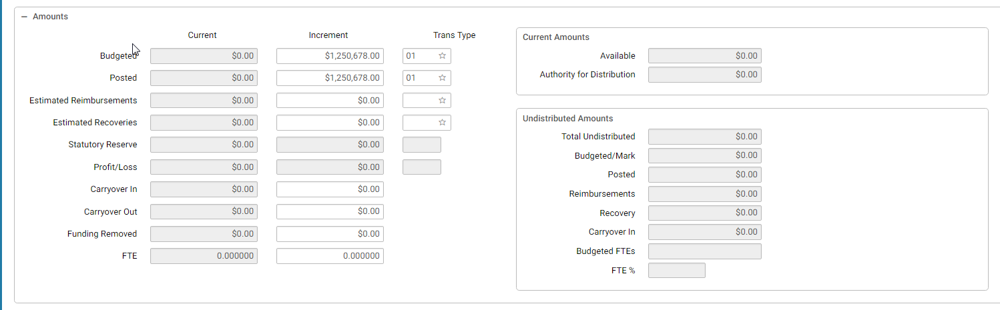 − Amounts
Current Increment Trans Type
Budgeted $0.00 $1,250,678.00 01
Posted $0.00 $1,250,678.00 01
Estimated Reimbursements $0.00 $0.00
Estimated Recoveries $0.00 $0.00
Statutory Reserve $0.00 $0.00
Profit/Loss $0.00 $0.00
Carryover In $0.00 $0.00
Carryover Out $0.00 $0.00
Funding Removed $0.00 $0.00
FTE 0.000000 0.000000
Current Amounts
Available $0.00
Authority for Distribution $0.00
Undistributed Amounts
Total Undistributed $0.00
Budgeted/Mark $0.00
Posted $0.00
Reimbursements $0.00
Recovery $0.00
Carryover In $0.00
Budgeted FTEs
FTE %